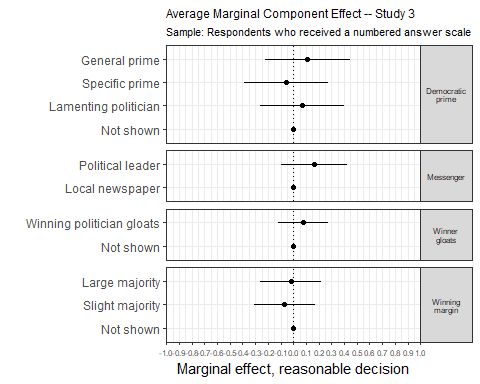 Average Marginal Component Effect -- Study 3
Sample: Respondents who received a numbered answer scale
General prime
Specific prime
Lamenting politician
Not shown
Democratic
prime
Political leader
Local newspaper
Messenger
Winning politician gloats
Not shown
Winner
gloats
Large majority
Slight majority
Not shown
Winning
margin
-1.0-0.9-0.8-0.7-0.6-0.5-0.4-0.3-0.2-0.10.0 0.1 0.2 0.3 0.4 0.5 0.6 0.7 0.8 0.9 1.0
Marginal effect, reasonable decision